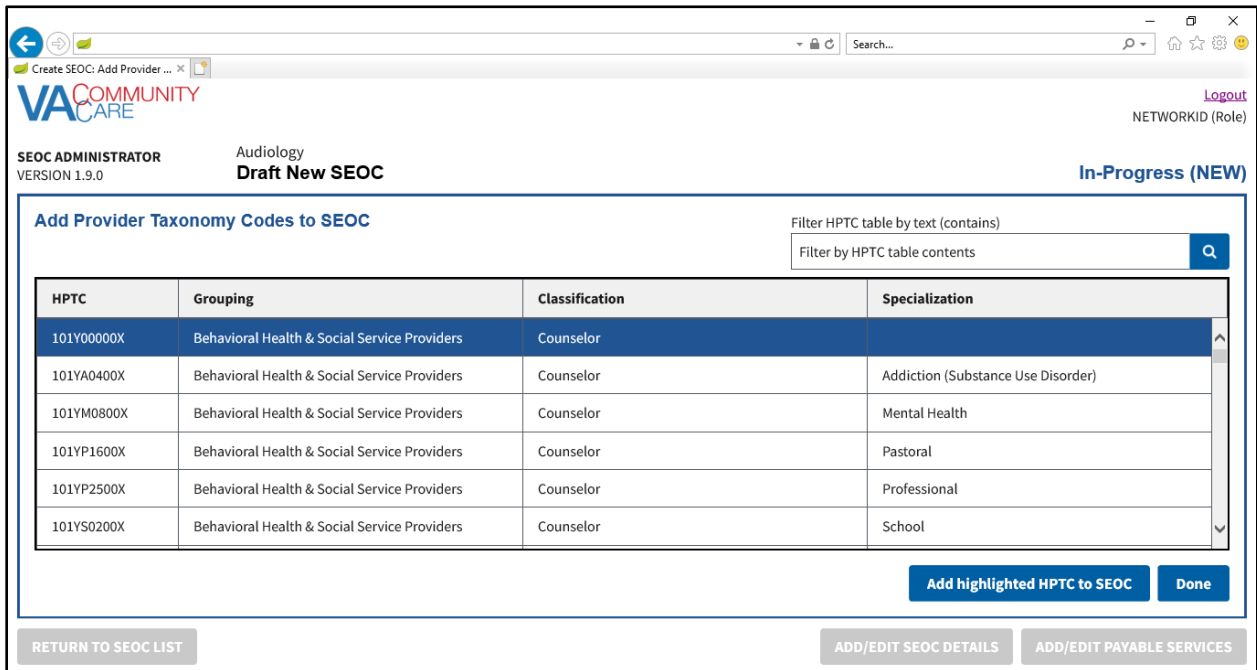 Search...
Create SEOC: Add Provider ...
VA COMMUNITY CARE
Logout
NETWORKID (Role)
SEOC ADMINISTRATOR
VERSION 1.9.0
Audiology
Draft New SEOC
In-Progress (NEW)
Add Provider Taxonomy Codes to SEOC
Filter HPTC table by text (contains)
Filter by HPTC table contents
HPTC Grouping Classification Specialization
101Y00000X Behavioral Health & Social Service Providers Counselor
101YA0400X Behavioral Health & Social Service Providers Counselor Addiction (Substance Use Disorder)
101YM0800X Behavioral Health & Social Service Providers Counselor Mental Health
101YP1600X Behavioral Health & Social Service Providers Counselor Pastoral
101YP2500X Behavioral Health & Social Service Providers Counselor Professional
101YS0200X Behavioral Health & Social Service Providers Counselor School
Add highlighted HPTC to SEOC Done
RETURN TO SEOC LIST ADD/EDIT SEOC DETAILS ADD/EDIT PAYABLE SERVICES